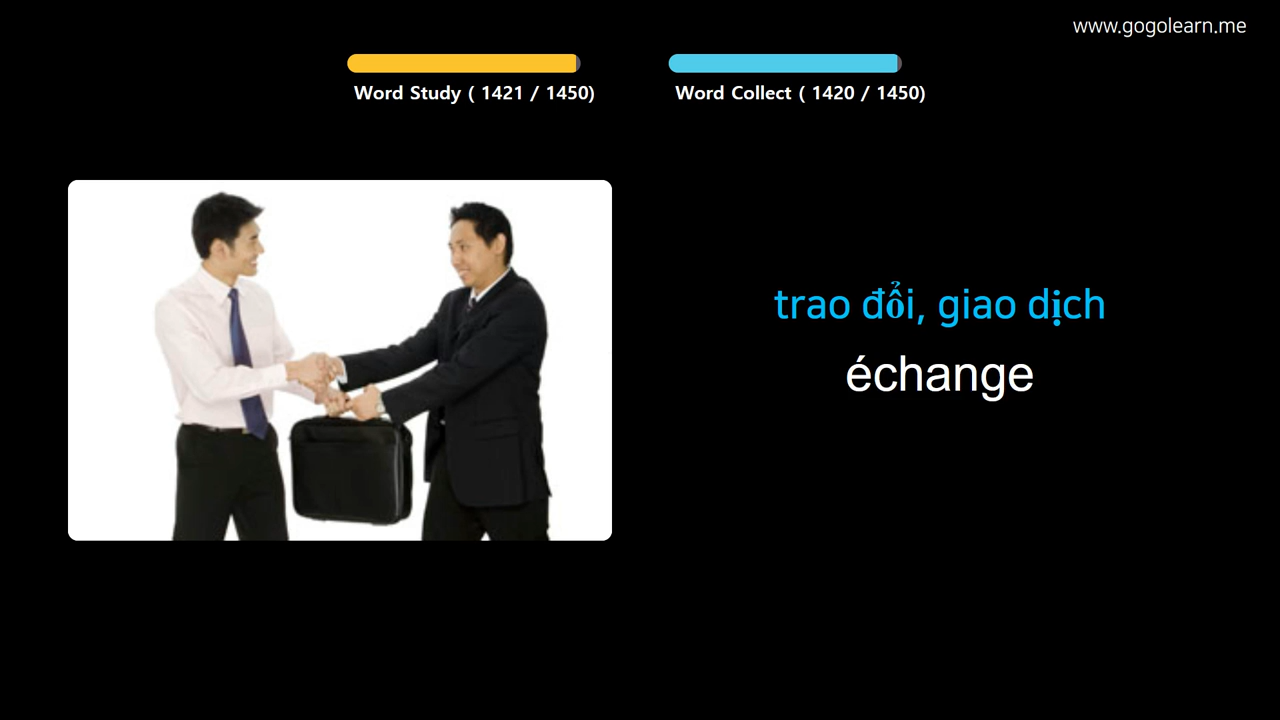 www.gogolearn.me
Word Study ( 1421 / 1450)
Word Collect ( 1420 / 1450)
trao đổi, giao dịch
échange